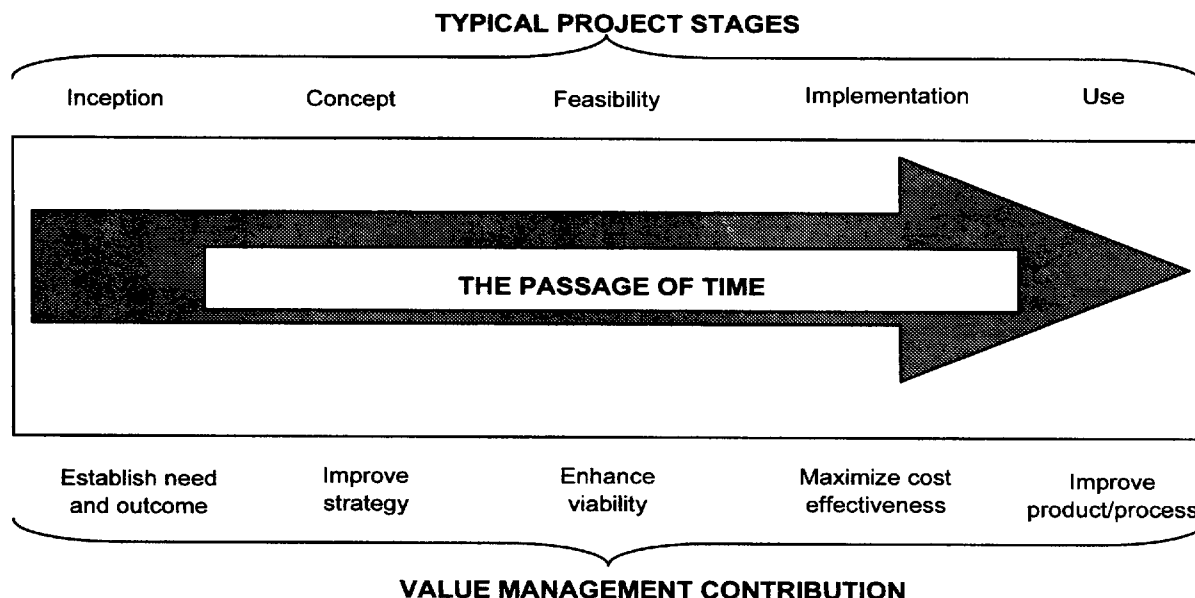 TYPICAL PROJECT STAGES
Inception Concept Feasibility Implementation Use
THE PASSAGE OF TIME
Establish need Improve Enhance Maximize cost Improve
and outcome strategy viability effectiveness product/process
VALUE MANAGEMENT CONTRIBUTION